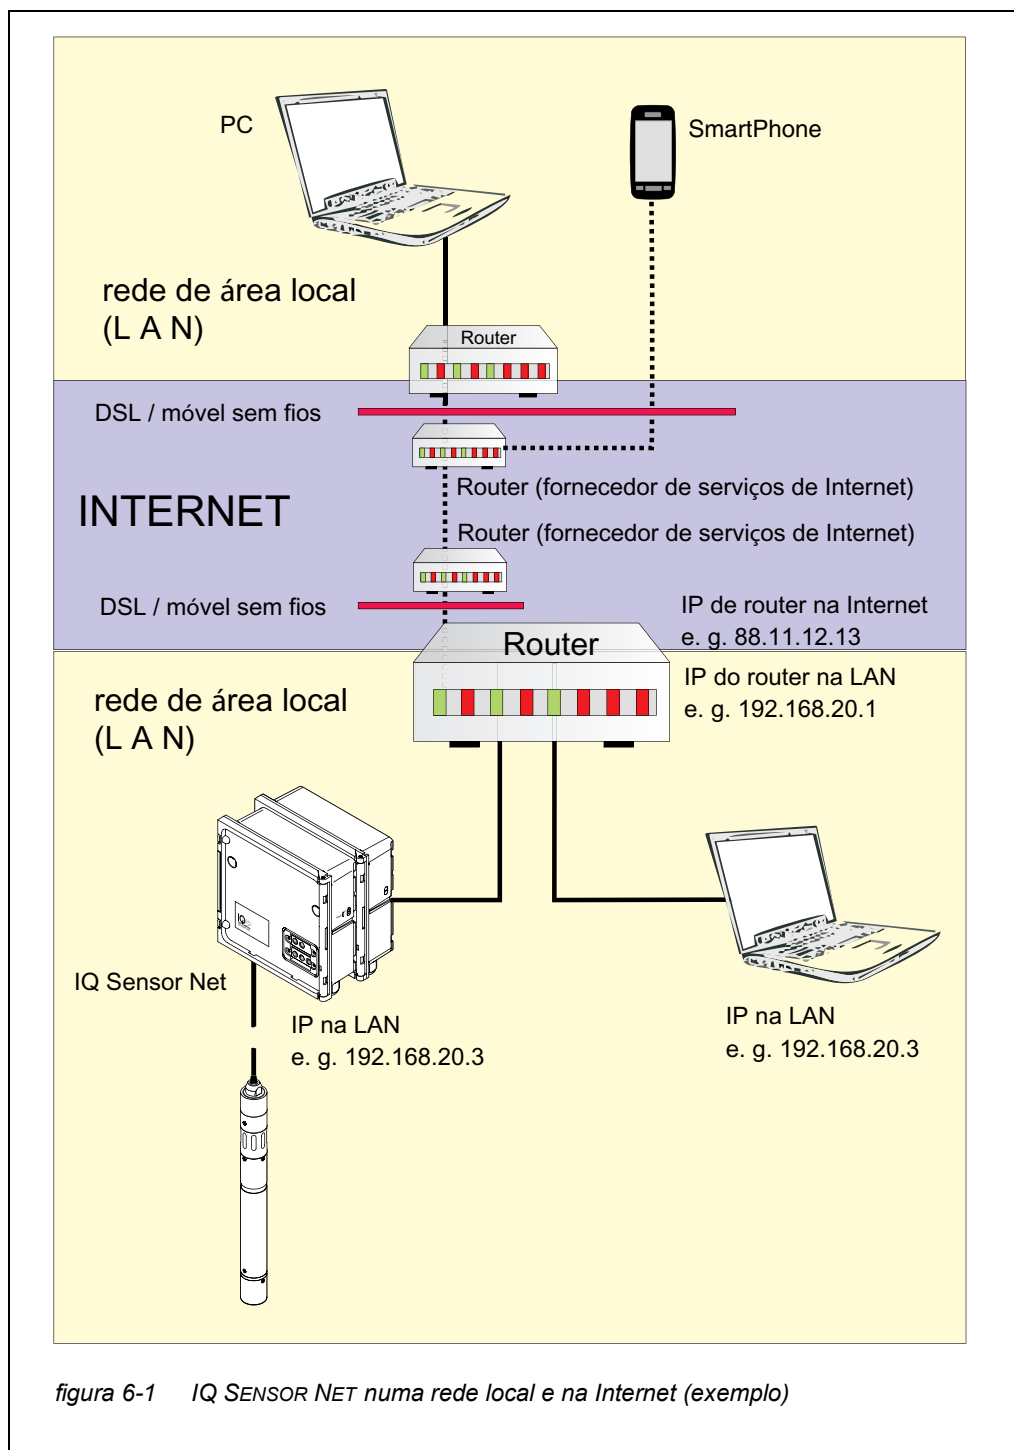 PC
SmartPhone
rede de área local
(L A N)
Router
DSL / móvel sem fios
Router (fornecedor de serviços de Internet)
INTERNET
Router (fornecedor de serviços de Internet)
DSL / móvel sem fios
IP de router na Internet
e. g. 88.11.12.13
Router
IP do router na LAN
e. g. 192.168.20.1
rede de área local
(L A N)
IQ
IQ Sensor Net
IP na LAN
e. g. 192.168.20.3
IP na LAN
e. g. 192.168.20.3
figura 6-1 IQ SENSOR NET numa rede local e na Internet (exemplo)